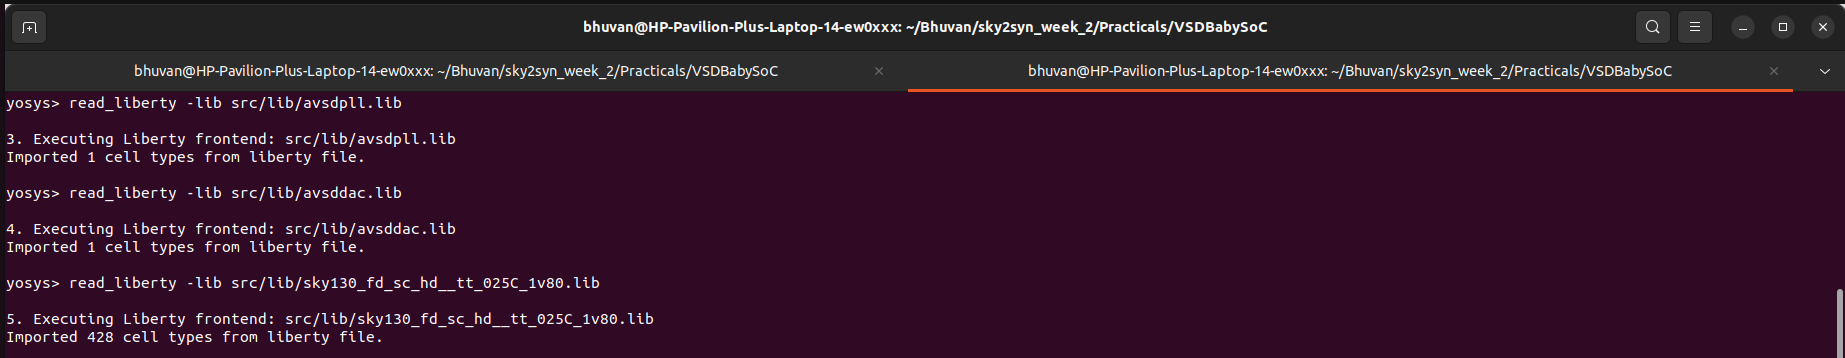 bhuvan@HP-Pavilion-Plus-Laptop-14-ew0xxx: ~/Bhuvan/sky2syn_week_2/Practicals/VSDBabySoC
bhuvan@HP-Pavilion-Plus-Laptop-14-ew0xxx: ~/Bhuvan/sky2syn_week_2/Practicals/VSDBabySoC
bhuvan@HP-Pavilion-Plus-Laptop-14-ew0xxx: ~/Bhuvan/sky2syn_week_2/Practicals/VSDBabySoC
yosys> read_liberty -lib src/lib/avsdpll.lib
3. Executing Liberty frontend: src/lib/avsdpll.lib
Imported 1 cell types from liberty file.
yosys> read_liberty -lib src/lib/avsddac.lib
4. Executing Liberty frontend: src/lib/avsddac.lib
Imported 1 cell types from liberty file.
yosys> read_liberty -lib src/lib/sky130_fd_sc_hd__tt_025C_1v80.lib
5. Executing Liberty frontend: src/lib/sky130_fd_sc_hd__tt_025C_1v80.lib
Imported 428 cell types from liberty file.